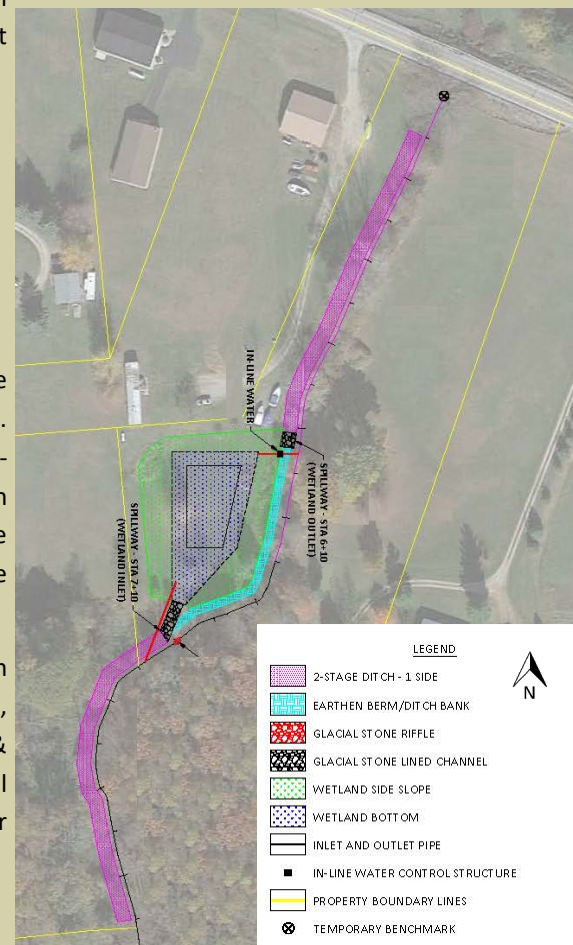 t
e
.
-
n
e
e
n
,
&
l
r
IN-LINE WATER
SPILLWAY - STA 6+10
(WETLAND OUTLET)
SPILLWAY - STA 7+10
(WETLAND INLET)
LEGEND
2-STAGE DITCH - 1 SIDE
EARTHEN BERM/DITCH BANK
GLACIAL STONE RIFFLE
GLACIAL STONE LINED CHANNEL
WETLAND SIDE SLOPE
WETLAND BOTTOM
INLET AND OUTLET PIPE
IN-LINE WATER CONTROL STRUCTURE
PROPERTY BOUNDARY LINES
TEMPORARY BENCHMARK
N